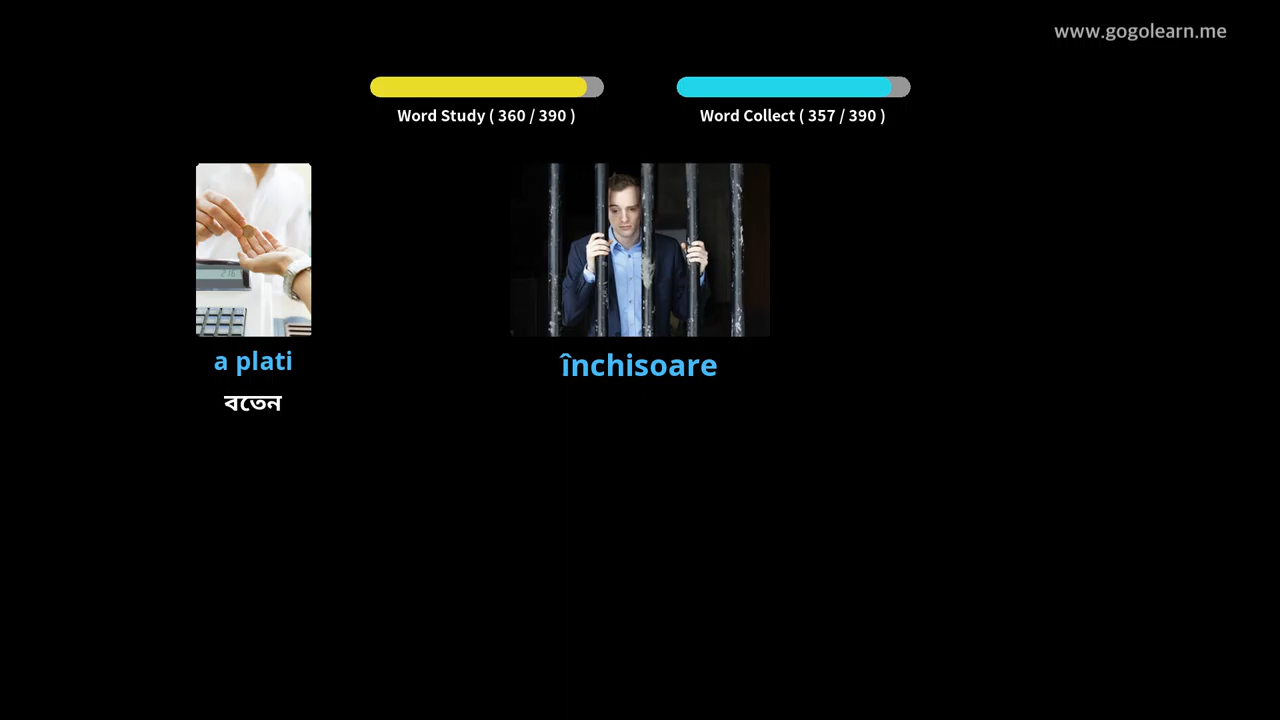 www.gogolearn.me
Word Study ( 360 / 390 )
Word Collect ( 357 / 390 )
a plati
বতেন
închisoare